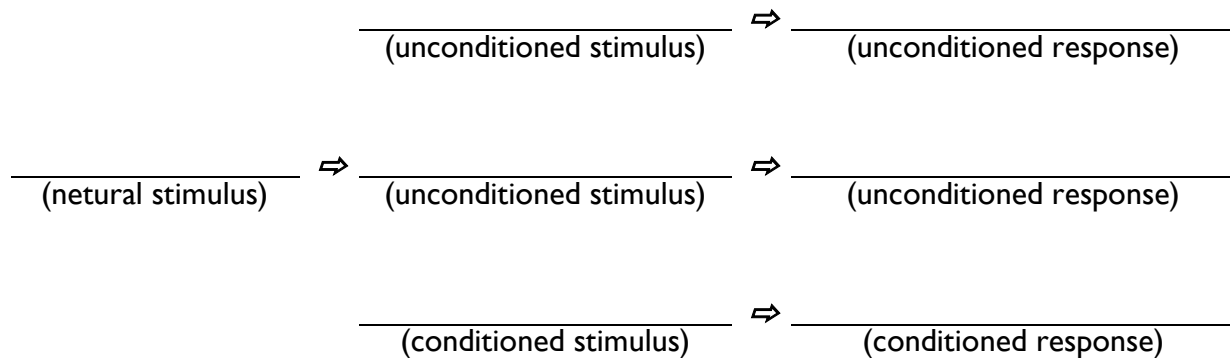 ⇨
(unconditioned stimulus) (unconditioned response)
⇨ ⇨
(netural stimulus) (unconditioned stimulus) (unconditioned response)
⇨
(conditioned stimulus) (conditioned response)